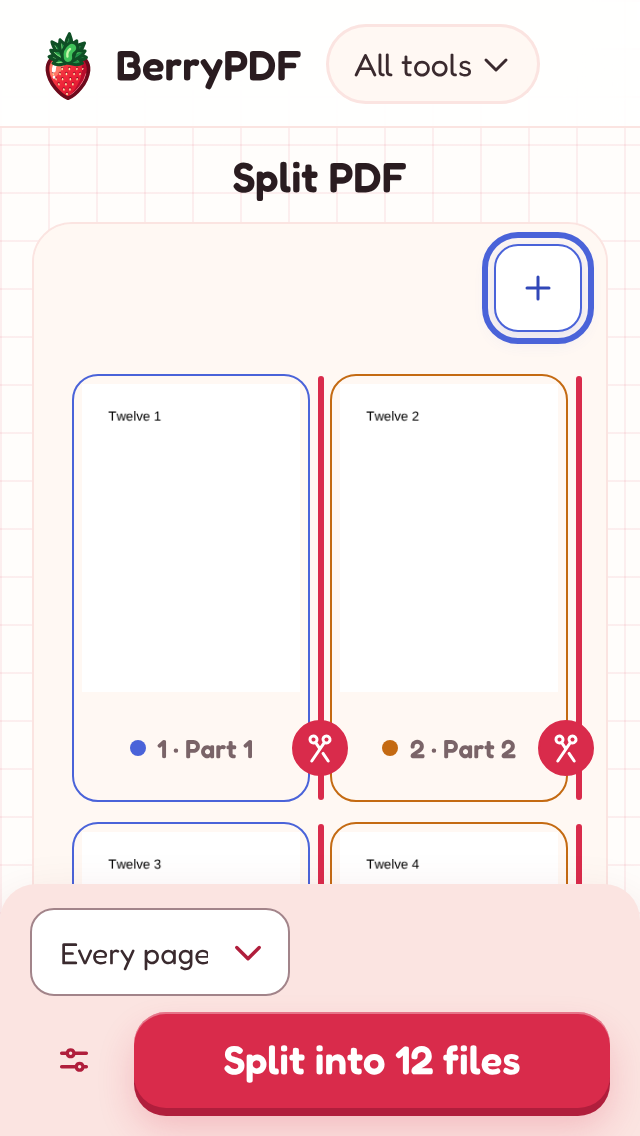 BerryPDF
All tools
Split PDF
Twelve 1
Twelve 2
1 · Part 1
2 · Part 2
Twelve 3
Twelve 4
Every page
Split into 12 files